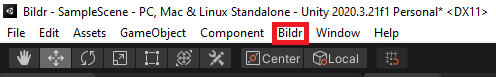 Bildr - SampleScene - PC, Mac & Linux Standalone - Unity 2020.3.21f1 Personal* <DX11>
File Edit Assets GameObject Component Bildr Window Help
Center Local